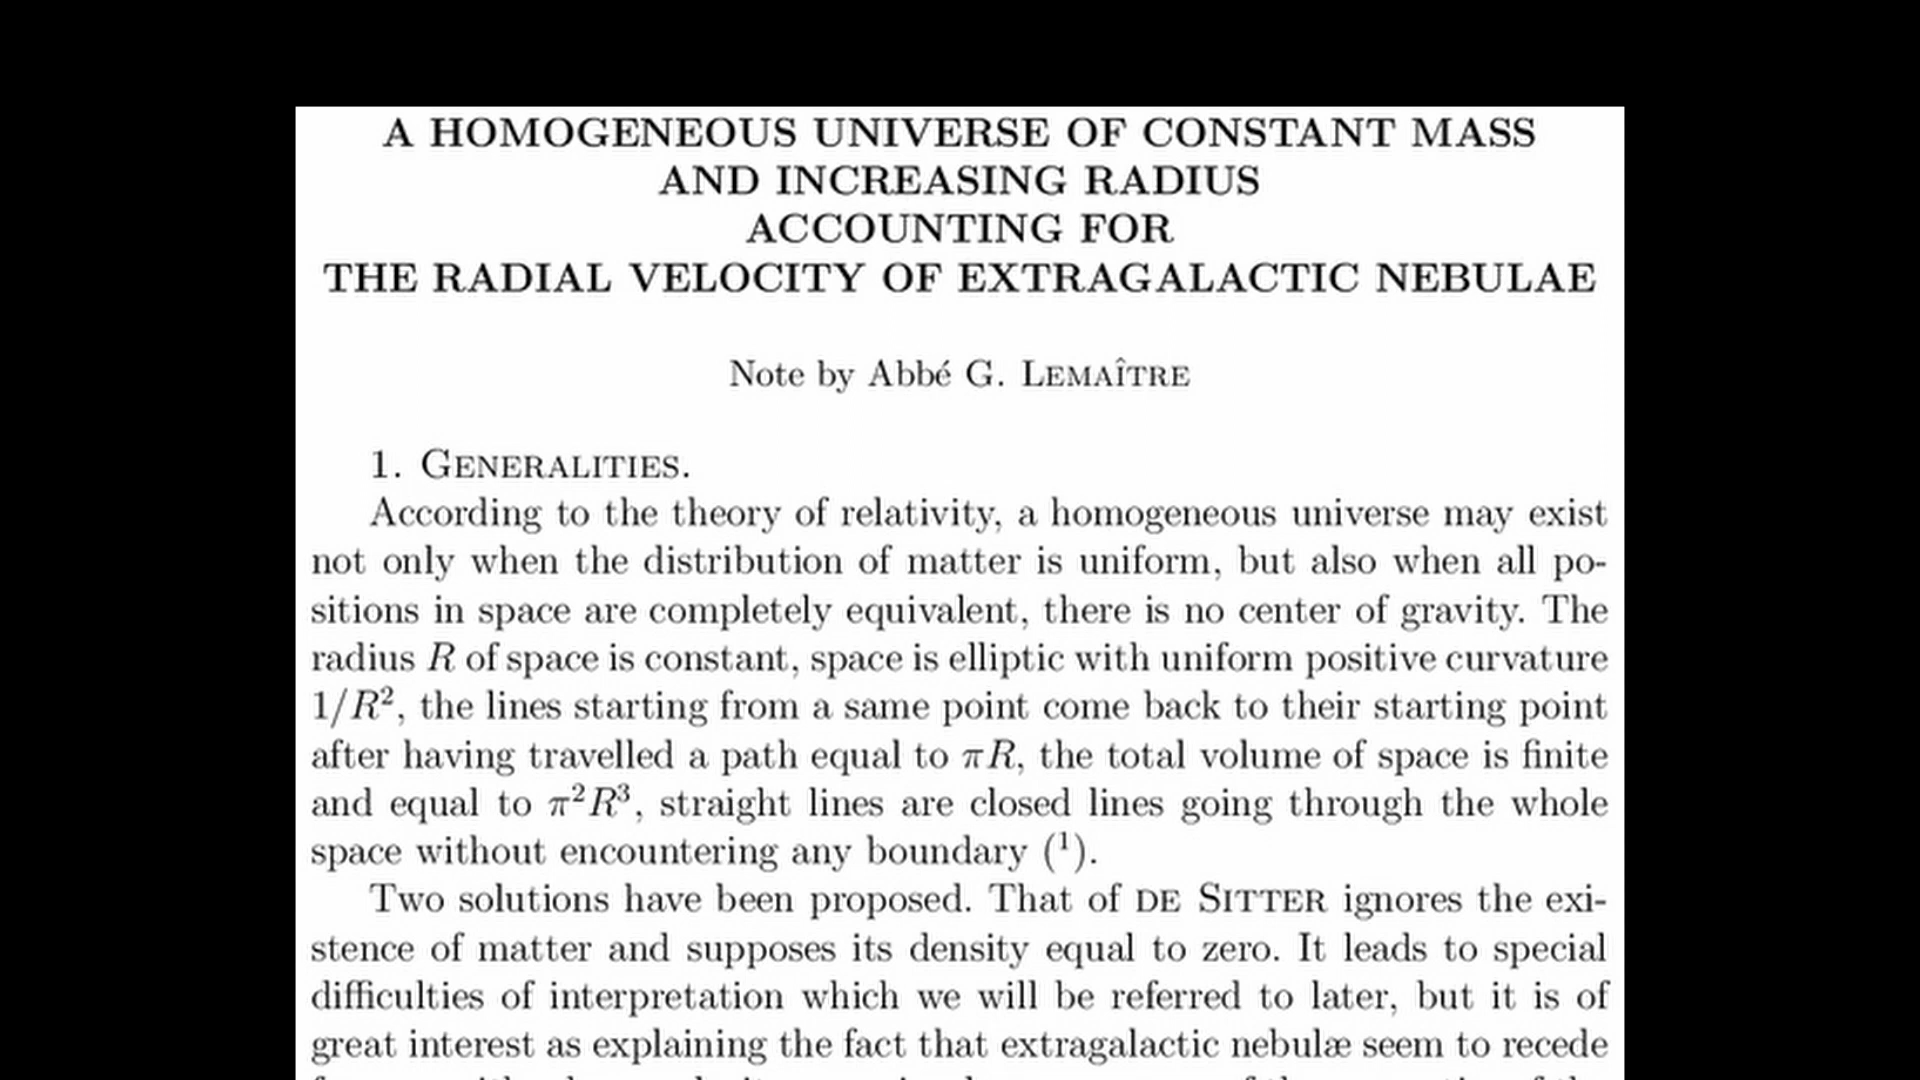 A HOMOGENEOUS UNIVERSE OF CONSTANT MASS
AND INCREASING RADIUS
ACCOUNTING FOR
THE RADIAL VELOCITY OF EXTRAGALACTIC NEBULAE
Note by Abbé G. LEMAÎTRE
1. GENERALITIES.
According to the theory of relativity, a homogeneous universe may exist
not only when the distribution of matter is uniform, but also when all po-
sitions in space are completely equivalent, there is no center of gravity. The
radius R of space is constant, space is elliptic with uniform positive curvature
1/R², the lines starting from a same point come back to their starting point
after having travelled a path equal to πR, the total volume of space is finite
and equal to π²R³, straight lines are closed lines going through the whole
space without encountering any boundary (¹).
Two solutions have been proposed. That of DE SITTER ignores the exi-
stence of matter and supposes its density equal to zero. It leads to special
difficulties of interpretation which we will be referred to later, but it is of
great interest as explaining the fact that extragalactic nebulæ seem to recede